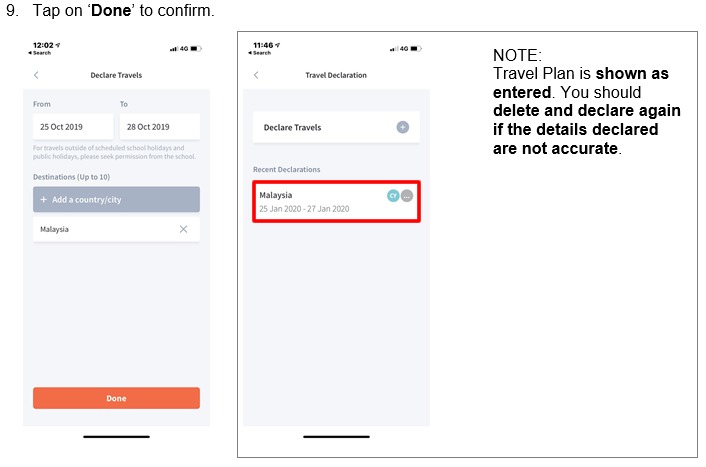 9. Tap on ‘Done’ to confirm.
12:02
Search
4G
Declare Travels
From
To
25 Oct 2019
28 Oct 2019
For travels outside of scheduled school holidays and
public holidays, please seek permission from the school.
Destinations (Up to 10)
+ Add a country/city
Malaysia
Done
11:46
Search
4G
Travel Declaration
Declare Travels
Recent Declarations
Malaysia
CY ...
25 Jan 2020 - 27 Jan 2020
NOTE:
Travel Plan is shown as
entered. You should
delete and declare again
if the details declared
are not accurate.